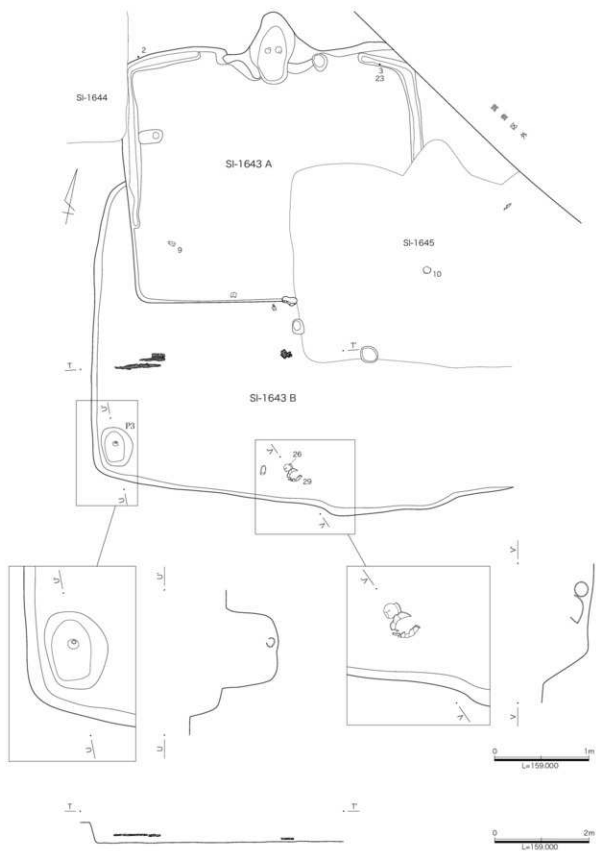 2
SI-1644
3
23
SI-1643 A
SI-1645
9
10
6
T
T'
SI-1643 B
U'
P3
V
26
29
U
V'
U'
U'
V
V'
U
U
V'
V
0 1m
L=159.000
T
T'
0 2m
L=159.000